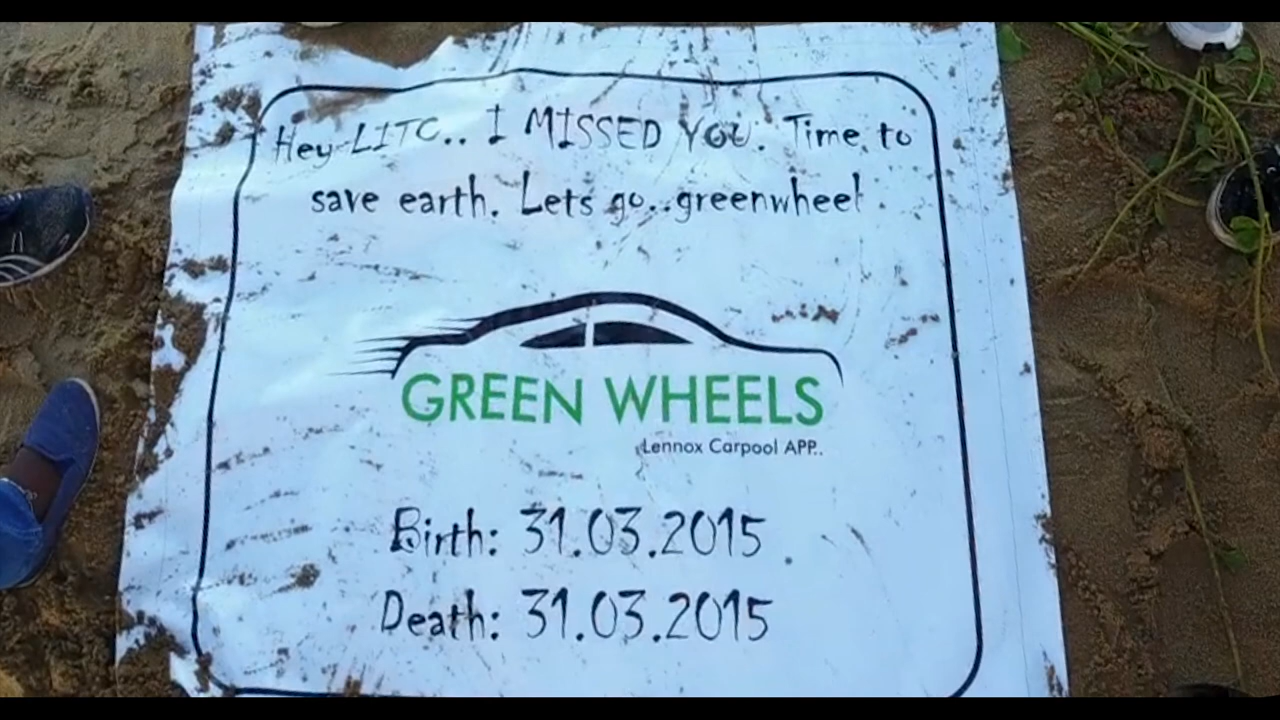 Hey LITC.. I MISSED YOU. Time to
save earth. Lets go..greenwheel
GREEN WHEELS
Lennox Carpool APP..
Birth: 31.03.2015
Death: 31.03.2015